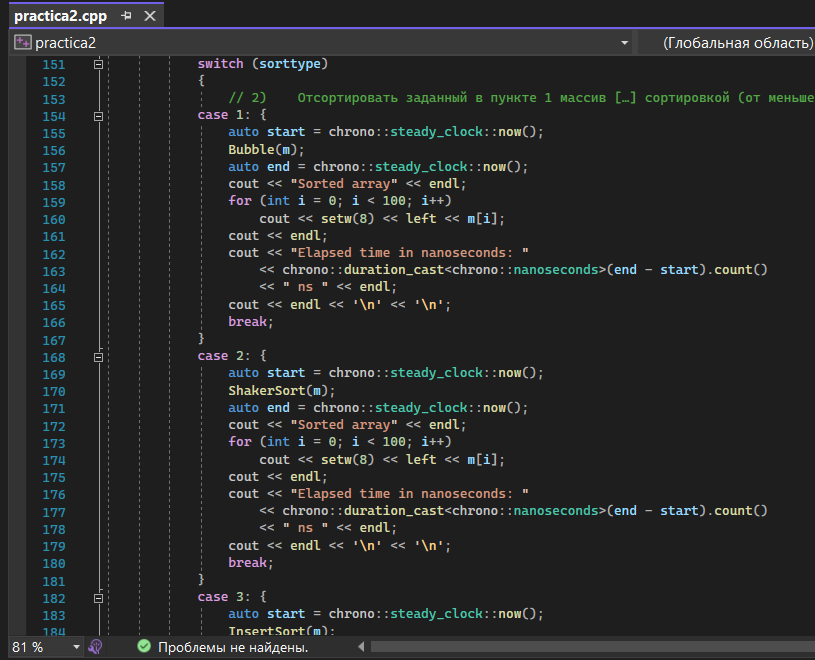 practica2.cpp
practica2 (Глобальная область)
151 switch (sorttype)
152 {
153 // 2) Отсортировать заданный в пункте 1 массив […] сортировкой (от меньше
154 case 1: {
155 auto start = chrono::steady_clock::now();
156 Bubble(m);
157 auto end = chrono::steady_clock::now();
158 cout << "Sorted array" << endl;
159 for (int i = 0; i < 100; i++)
160 cout << setw(8) << left << m[i];
161 cout << endl;
162 cout << "Elapsed time in nanoseconds: "
163 << chrono::duration_cast<chrono::nanoseconds>(end - start).count()
164 << " ns " << endl;
165 cout << endl << '\n' << '\n';
166 break;
167 }
168 case 2: {
169 auto start = chrono::steady_clock::now();
170 ShakerSort(m);
171 auto end = chrono::steady_clock::now();
172 cout << "Sorted array" << endl;
173 for (int i = 0; i < 100; i++)
174 cout << setw(8) << left << m[i];
175 cout << endl;
176 cout << "Elapsed time in nanoseconds: "
177 << chrono::duration_cast<chrono::nanoseconds>(end - start).count()
178 << " ns " << endl;
179 cout << endl << '\n' << '\n';
180 break;
181 }
182 case 3: {
183 auto start = chrono::steady_clock::now();
184 InsertSort(m);
81 % Проблемы не найдены.